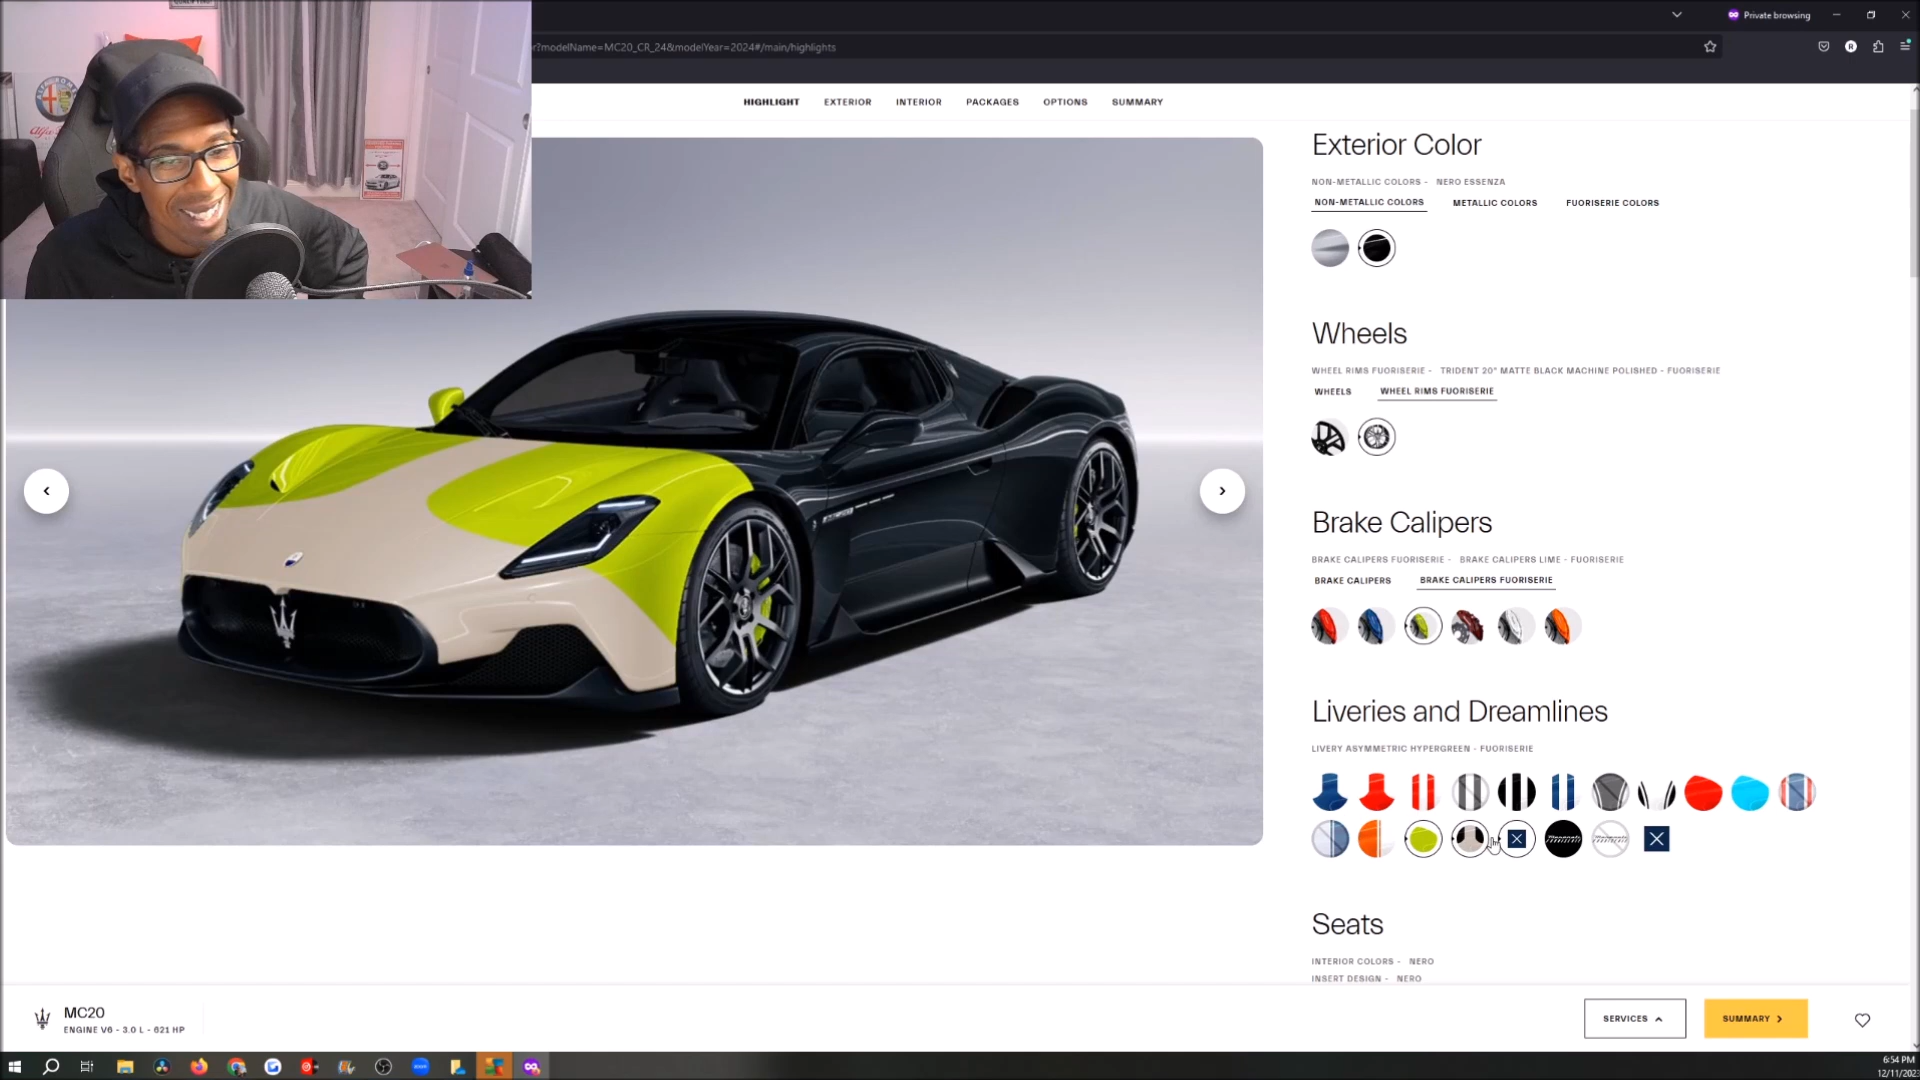 Private browsing
r?modelName=MC20_CR_24&modelYear=2024#/main/highlights
HIGHLIGHT EXTERIOR INTERIOR PACKAGES OPTIONS SUMMARY
Exterior Color
NON-METALLIC COLORS - NERO ESSENZA
NON-METALLIC COLORS METALLIC COLORS FUORISERIE COLORS
Wheels
WHEEL RIMS FUORISERIE - TRIDENT 20" MATTE BLACK MACHINE POLISHED - FUORISERIE
WHEELS WHEEL RIMS FUORISERIE
Brake Calipers
BRAKE CALIPERS FUORISERIE - BRAKE CALIPERS LIME - FUORISERIE
BRAKE CALIPERS BRAKE CALIPERS FUORISERIE
Liveries and Dreamlines
LIVERY ASYMMETRIC HYPERGREEN - FUORISERIE
Seats
INTERIOR COLORS - NERO
INSERT DESIGN - NERO
MC20
ENGINE V6 - 3.0 L - 621 HP
SERVICES
SUMMARY
6:54 PM
12/11/202